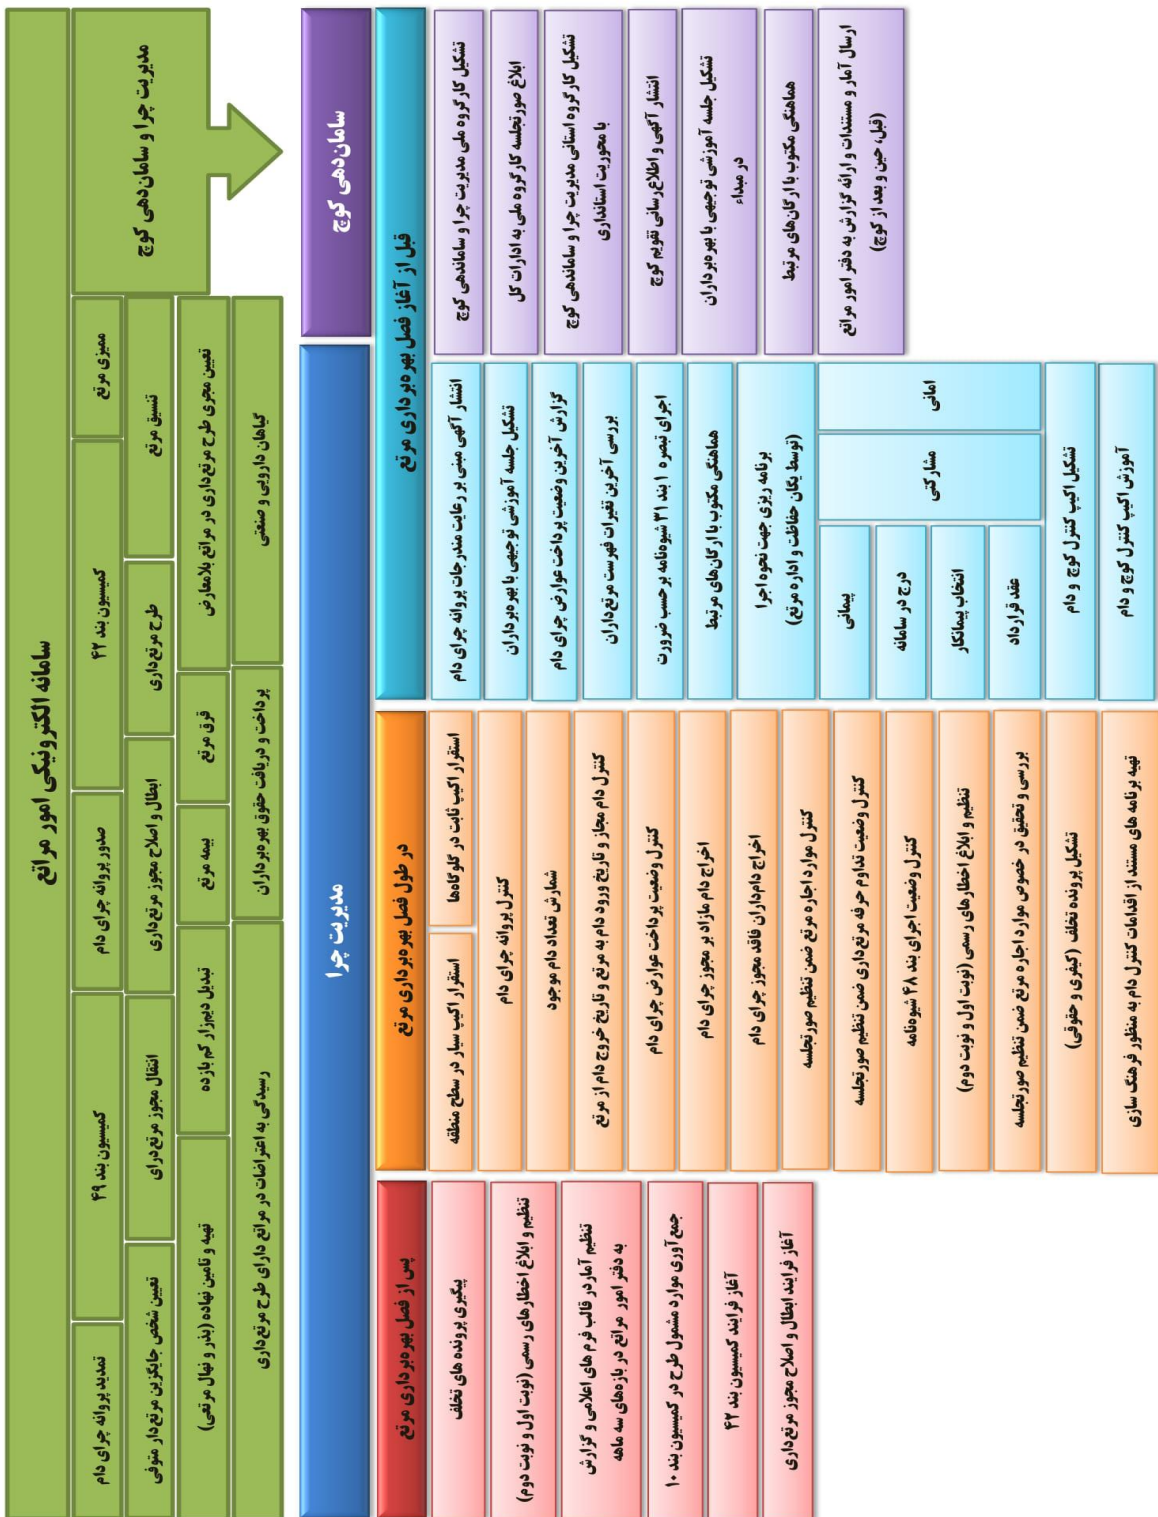 سامانه الکترونیکی امور مراتع
مدیریت چرا و سامان‌دهی کوچ
ممیزی مرتع
کمیسیون بند ۴۲
صدور پروانه چرای دام
کمیسیون بند ۴۹
تمدید پروانه چرای دام
تنسیق مرتع
طرح مرتع‌داری
ابطال و اصلاح مجوز مرتع‌داری
انتقال مجوز مرتع‌درای
تعیین شخص جایگزین مرتع‌دار متوفی
تعیین مجری طرح مرتع‌داری در مراتع بلامعارض
قرق مرتع
بیمه مرتع
تبدیل دیم‌زار کم بازده
تهیه و تامین نهاده (بذر و نهال مرتعی)
گیاهان دارویی و صنعتی
پرداخت و دریافت حقوق بهره‌برداران
رسیدگی به اعتراضات در مراتع دارای طرح مرتع‌داری
سامان‌دهی کوچ
مدیریت چرا
قبل از آغاز فصل بهره‌برداری مرتع
در طول فصل بهره‌برداری مرتع
پس از فصل بهره‌برداری مرتع
تشکیل کارگروه ملی مدیریت چرا و ساماندهی کوچ
ابلاغ صورتجلسه کارگروه ملی به ادارات کل
تشکیل کارگروه استانی مدیریت چرا و ساماندهی کوچ
با محوریت استانداری
انتشار آگهی و اطلاع‌رسانی تقویم کوچ
تشکیل جلسه آموزشی توجیهی با بهره‌برداران
در مبداء
هماهنگی مکتوب با ارگان‌های مرتبط
ارسال آمار و مستندات و ارائه گزارش به دفتر امور مراتع
(قبل، حین و بعد از کوچ)
انتشار آگهی مبنی بر رعایت مندرجات پروانه چرای دام
تشکیل جلسه آموزشی توجیهی با بهره‌برداران
گزارش آخرین وضعیت پرداخت عوارض چرای دام
بررسی آخرین تغیرات فهرست مرتع‌داران
اجرای تبصره ۱ بند ۳۱ شیوه‌نامه برحسب ضرورت
هماهنگی مکتوب با ارگان‌های مرتبط
برنامه ریزی جهت نحوه اجرا
(توسط یگان حفاظت و اداره مرتع)
امانی
مشارکتی
پیمانی
درج در سامانه
انتخاب پیمانکار
عقد قرارداد
تشکیل اکیپ کنترل کوچ و دام
آموزش اکیپ کنترل کوچ و دام
استقرار اکیپ ثابت در گلوگاه‌ها
استقرار اکیپ سیار در سطح منطقه
کنترل پروانه چرای دام
شمارش تعداد دام موجود
کنترل دام مجاز و تاریخ ورود دام به مرتع و تاریخ خروج دام از مرتع
کنترل وضعیت پرداخت عوارض چرای دام
اخراج دام مازاد بر مجوز چرای دام
اخراج دام‌داران فاقد مجوز چرای دام
کنترل موارد اجاره مرتع ضمن تنظیم صورتجلسه
کنترل وضعیت تداوم حرفه مرتع‌داری ضمن تنظیم صورتجلسه
کنترل وضعیت اجرای بند ۴۸ شیوه‌نامه
تنظیم و ابلاغ اخطارهای رسمی (نوبت اول و نوبت دوم)
بررسی و تحقیق در خصوص موارد اجاره مرتع ضمن تنظیم صورتجلسه
تشکیل پرونده تخلف (کیفری و حقوقی)
تهیه برنامه های مستند از اقدامات کنترل دام به منظور فرهنگ سازی
پیگیری پرونده های تخلف
تنظیم و ابلاغ اخطارهای رسمی (نوبت اول و نوبت دوم)
تنظیم آمار در قالب فرم های اعلامی و گزارش
به دفتر امور مراتع در بازه‌های سه ماهه
جمع‌آوری موارد مشمول طرح در کمیسیون بند ۱۰
آغاز فرایند کمیسیون بند ۴۲
آغاز فرایند ابطال و اصلاح مجوز مرتع‌داری